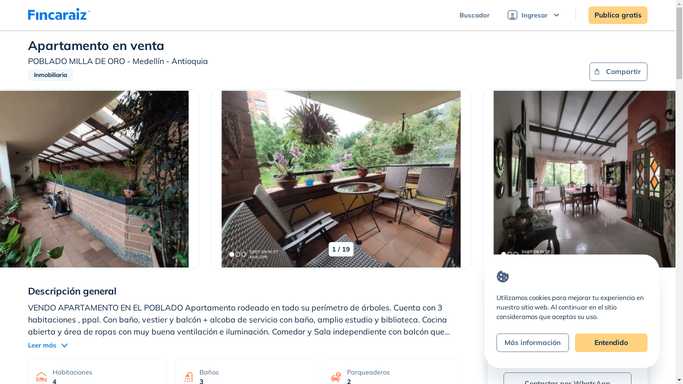 Fincaraiz
Buscador
Ingresar
Publica gratis
Apartamento en venta
POBLADO MILLA DE ORO - Medellín - Antioquia
Inmobiliaria
Compartir
1 / 19
Descripción general
VENDO APARTAMENTO EN EL POBLADO Apartamento rodeado en todo su perímetro de árboles. Cuenta con 3
habitaciones , ppal. Con baño, vestier y balcón + alcoba de servicio con baño, amplio estudio y biblioteca. Cocina
abierta y área de ropas con muy buena ventilación e iluminación. Comedor y Sala independiente con balcón que...
Leer más
Habitaciones
4
Baños
3
Parqueaderos
2
Utilizamos cookies para mejorar tu experiencia en
nuestro sitio web. Al continuar en el sitio
consideramos que aceptas su uso.
Más información
Entendido
Contactar por WhatsApp